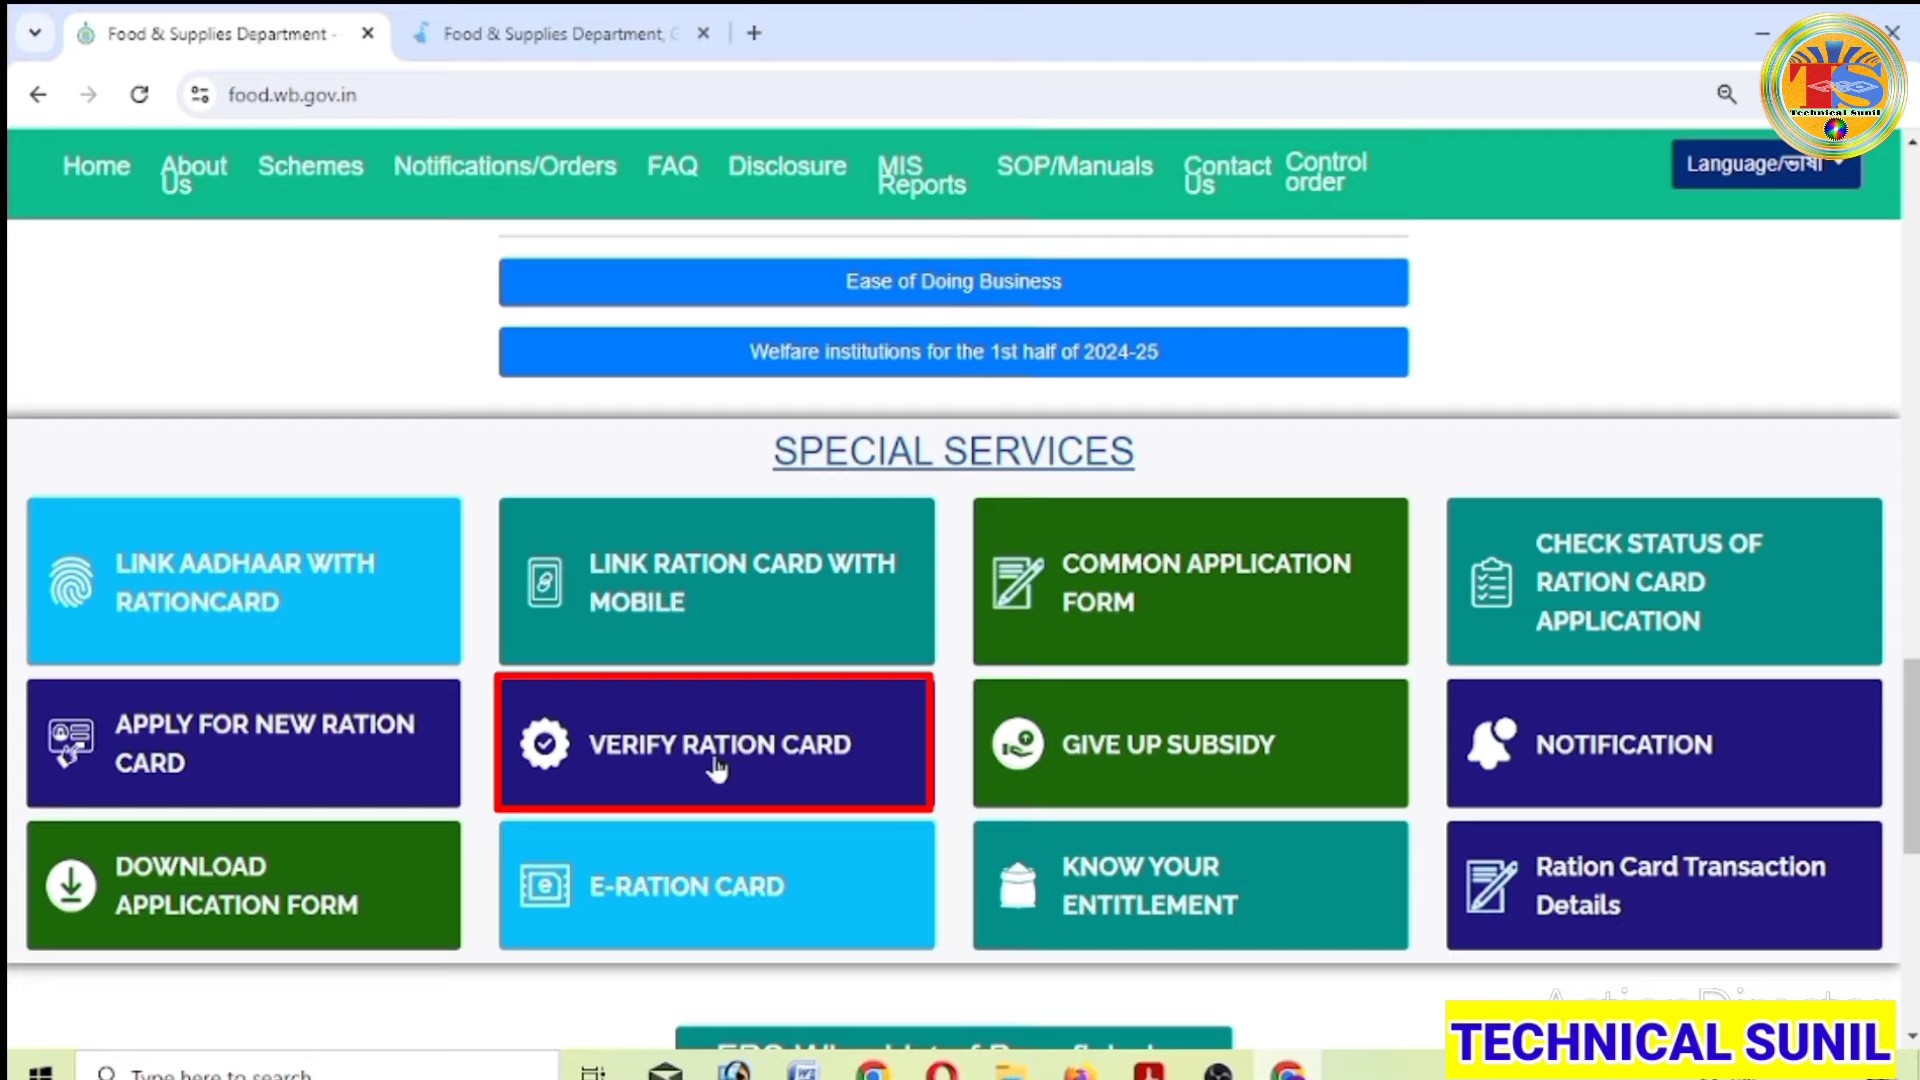 Food & Supplies Department -
Food & Supplies Department, G
food.wb.gov.in
TS
Technical Sunil
Home
About Us
Schemes
Notifications/Orders
FAQ
Disclosure
MIS Reports
SOP/Manuals
Contact Us
Control order
Language/ভাষা
Ease of Doing Business
Welfare institutions for the 1st half of 2024-25
SPECIAL SERVICES
LINK AADHAAR WITH
RATIONCARD
LINK RATION CARD WITH
MOBILE
COMMON APPLICATION
FORM
CHECK STATUS OF
RATION CARD
APPLICATION
APPLY FOR NEW RATION
CARD
VERIFY RATION CARD
GIVE UP SUBSIDY
NOTIFICATION
DOWNLOAD
APPLICATION FORM
E-RATION CARD
KNOW YOUR
ENTITLEMENT
Ration Card Transaction
Details
TECHNICAL SUNIL
Type here to search